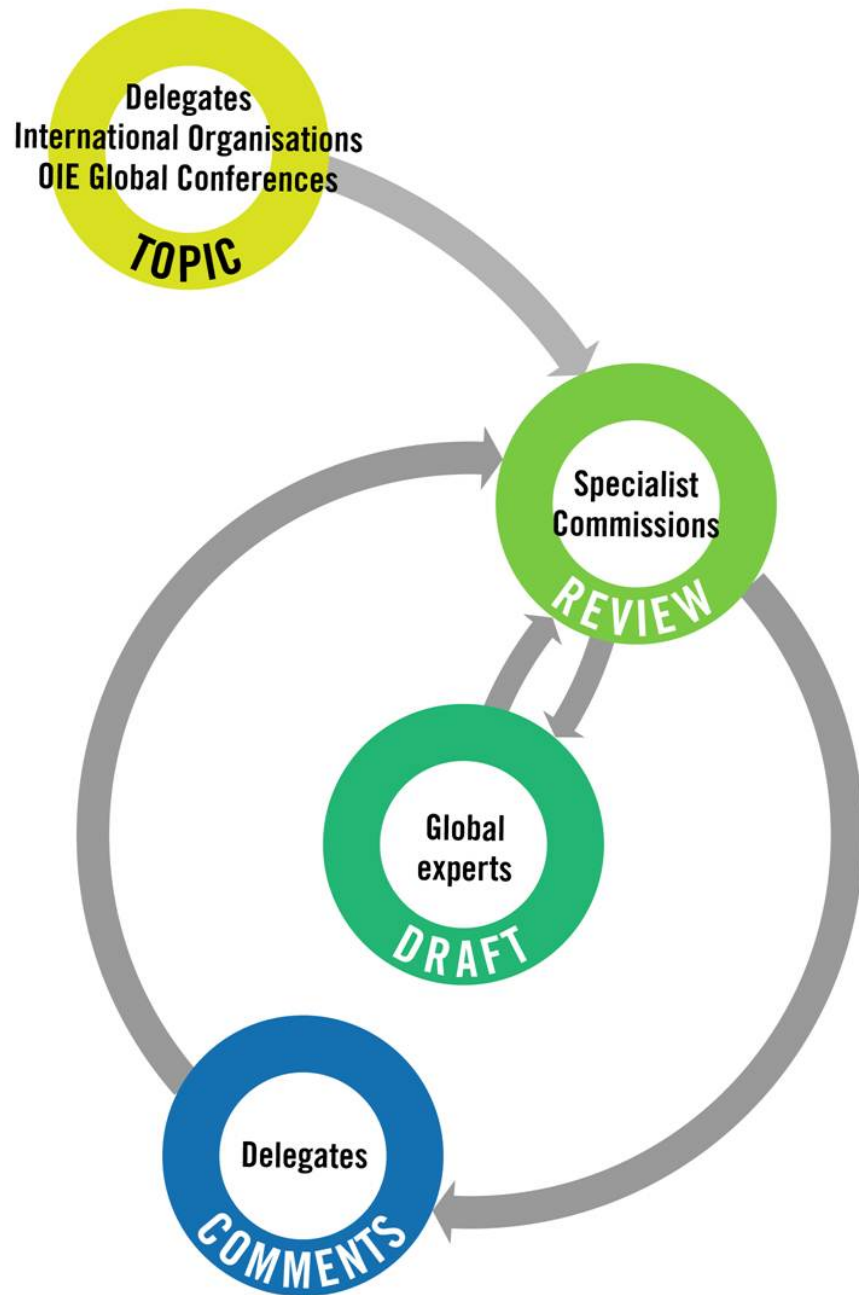 Delegates
International Organisations
OIE Global Conferences
TOPIC
Specialist
Commissions
REVIEW
Global
experts
DRAFT
Delegates
COMMENTS